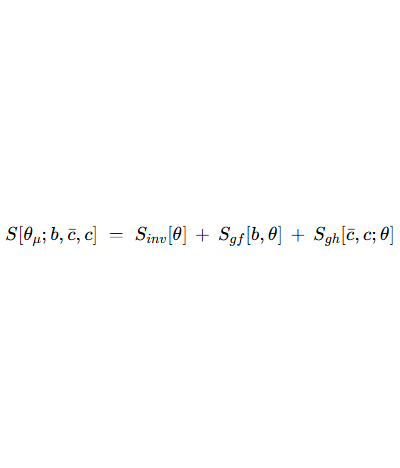 S[θ_μ; b, c̄, c] = S_{inv}[θ] + S_{gf}[b, θ] + S_{gh}[c̄, c; θ]